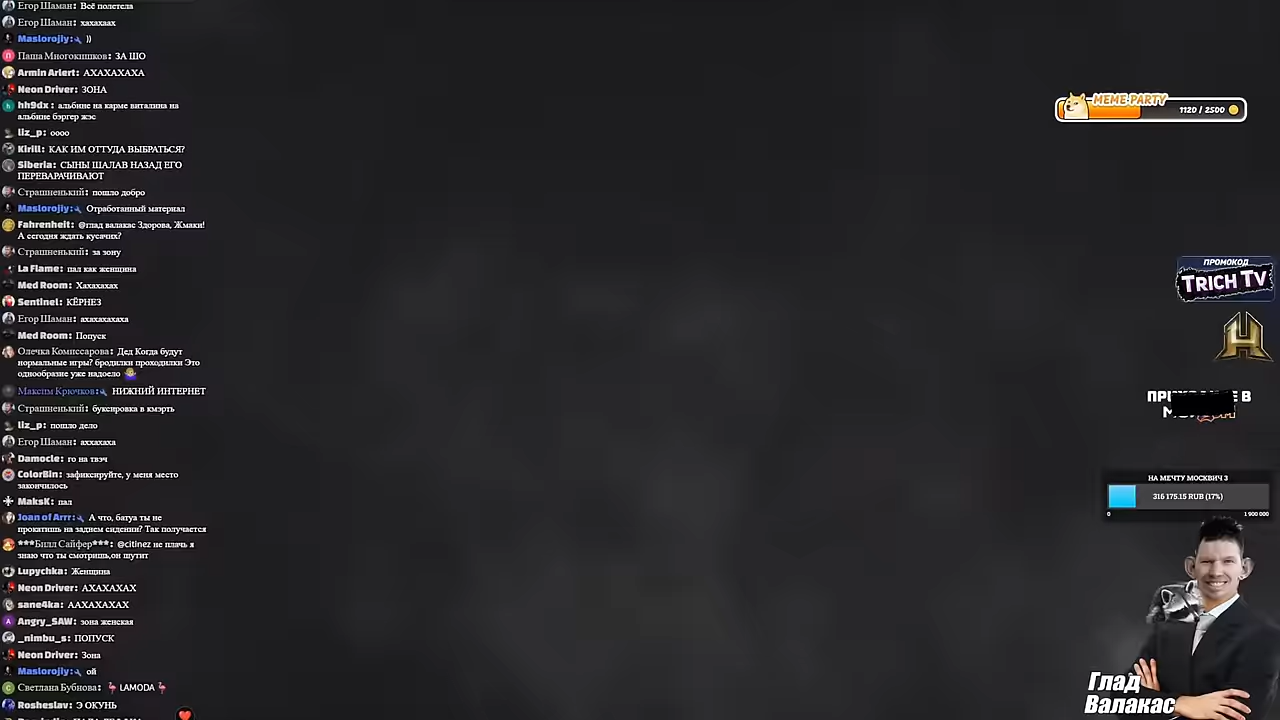 Егор Шаман: Всё полетела
Егор Шаман: хахахаах
Maslorojiy: ))
Паша Многокишков: ЗА ШО
Armin Arlert: АХАХАХАХА
Neon Driver: ЗОНА
hh9dx: альбине на карме виталина на
альбине бэргер жэс
liz_p: оооо
Kirill: КАК ИМ ОТТУДА ВЫБРАТЬСЯ?
Siberia: СЫНЫ ШАЛАВ НАЗАД ЕГО
ПЕРЕВАРАЧИВАЮТ
Страшненький: пошло добро
Maslorojiy: Отработанный материал
Fahrenheit: @глад валакас Здорова, Жмаки!
А сегодня ждать кусачих?
Страшненький: за зону
La Flame: пал как женщина
Med Room: Хахахахах
Sentinel: КЁРНЕЗ
Егор Шаман: ахахахахаха
Med Room: Попуск
Олечка Комиссарова: Дед Когда будут
нормальные игры? бродилки проходилки Это
однообразие уже надоело
Максим Крючков: НИЖНИЙ ИНТЕРНЕТ
Страшненький: буксировка в кмэрть
liz_p: пошло дело
Егор Шаман: аххахаха
Damocle: го на твэч
ColorBin: зафиксируйте, у меня место
закончилось
MaksK: пал
Joan of Arrr: А что, батуа ты не
прокатишь на заднем сидении? Так получается
***Билл Сайфер***: @citinez не плачь я
знаю что ты смотришь,он шутит
Lupychka: Женщина
Neon Driver: АХАХАХАХ
sane4ka: ААХАХАХАХ
Angry_SAW: зона женская
_nimbu_s: ПОПУСК
Neon Driver: Зона
Maslorojiy: ой
Светлана Бубнова: LAMODA
Rosheslav: Э ОКУНЬ
MEME PARTY
1120 / 2500
ПРОМОКОД
TRICH TV
НА МЕЧТУ МОСКВИЧ 3
316 175.15 RUB (17%)
0 1 900 000
Глад
Валакас